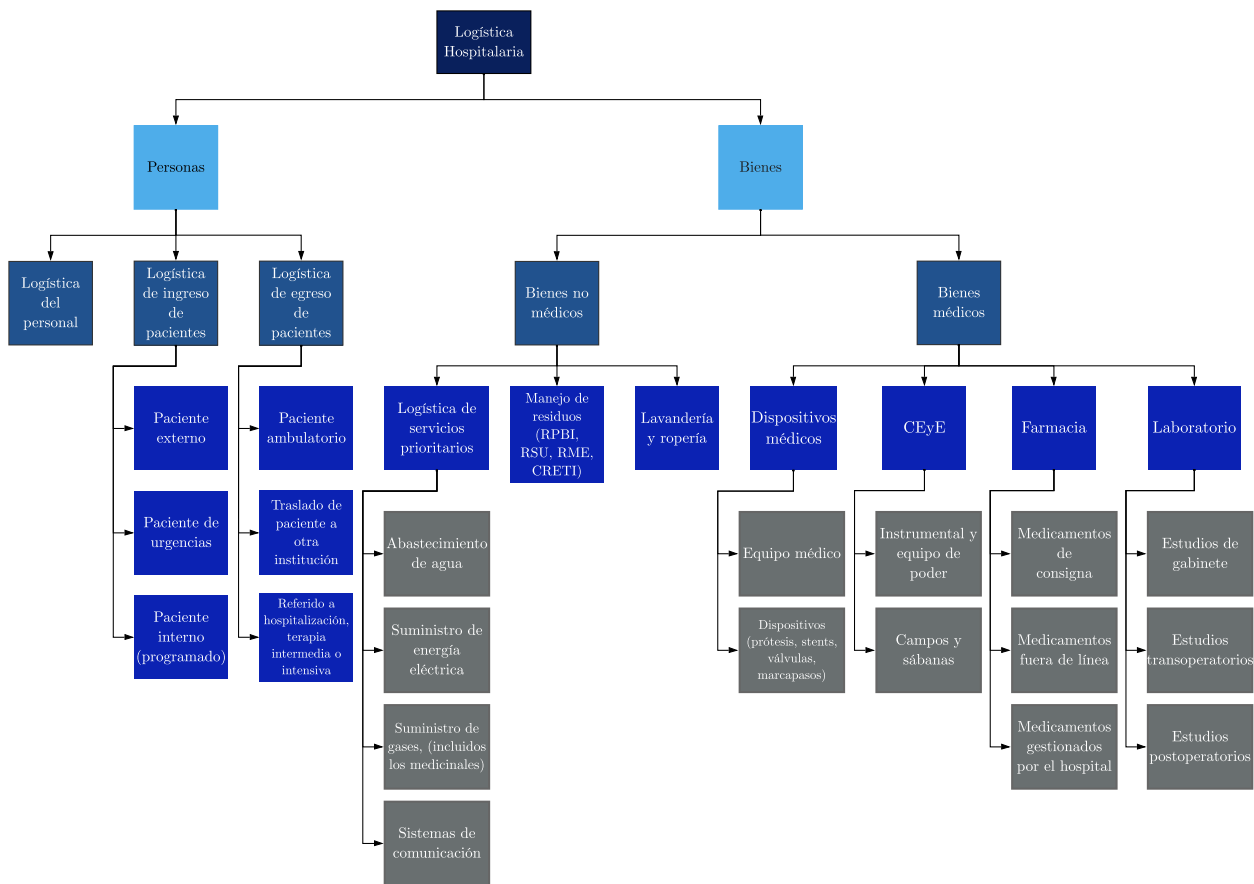 Logística
Hospitalaria
Personas
Bienes
Logística
del
personal
Logística
de ingreso
de
pacientes
Logística
de egreso
de
pacientes
Bienes no
médicos
Bienes
médicos
Paciente
externo
Paciente
ambulatorio
Logística de
servicios
prioritarios
Manejo de
residuos
(RPBI,
RSU, RME,
CRETI)
Lavandería
y ropería
Dispositivos
médicos
CEyE
Farmacia
Laboratorio
Paciente de
urgencias
Traslado de
paciente a
otra
institución
Abastecimiento
de agua
Equipo médico
Instrumental y
equipo de
poder
Medicamentos
de
consigna
Estudios de
gabinete
Paciente
interno
(programado)
Referido a
hospitalización,
terapia
intermedia o
intensiva
Suministro de
energía
eléctrica
Dispositivos
(prótesis, stents,
válvulas,
marcapasos)
Campos y
sábanas
Medicamentos
fuera de línea
Estudios
transoperatorios
Suministro de
gases, (incluidos
los medicinales)
Medicamentos
gestionados
por el hospital
Estudios
postoperatorios
Sistemas de
comunicación